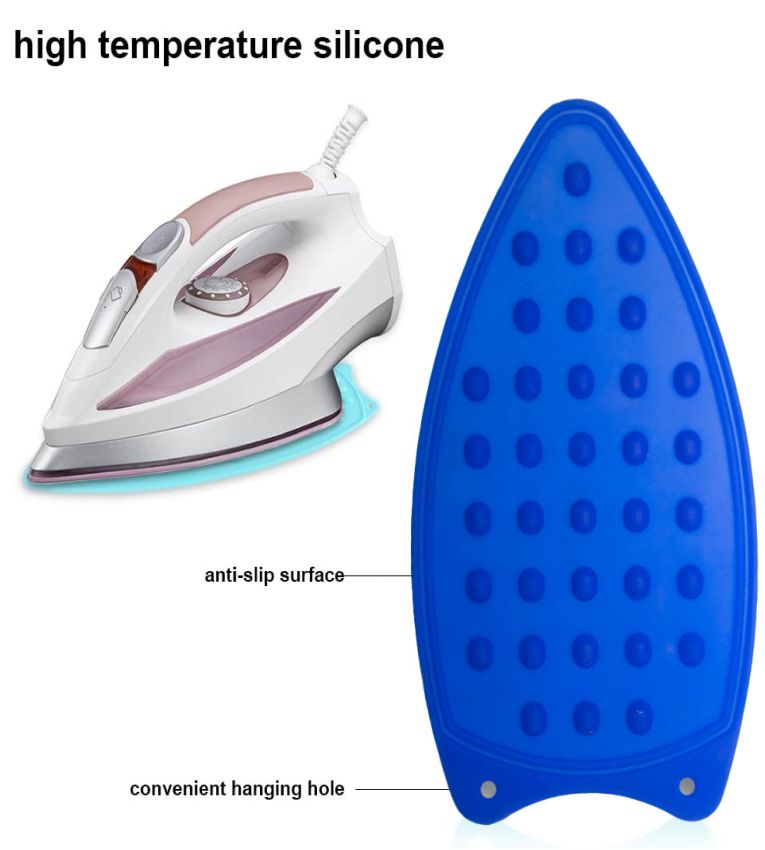 high temperature silicone
anti-slip surface
convenient hanging hole